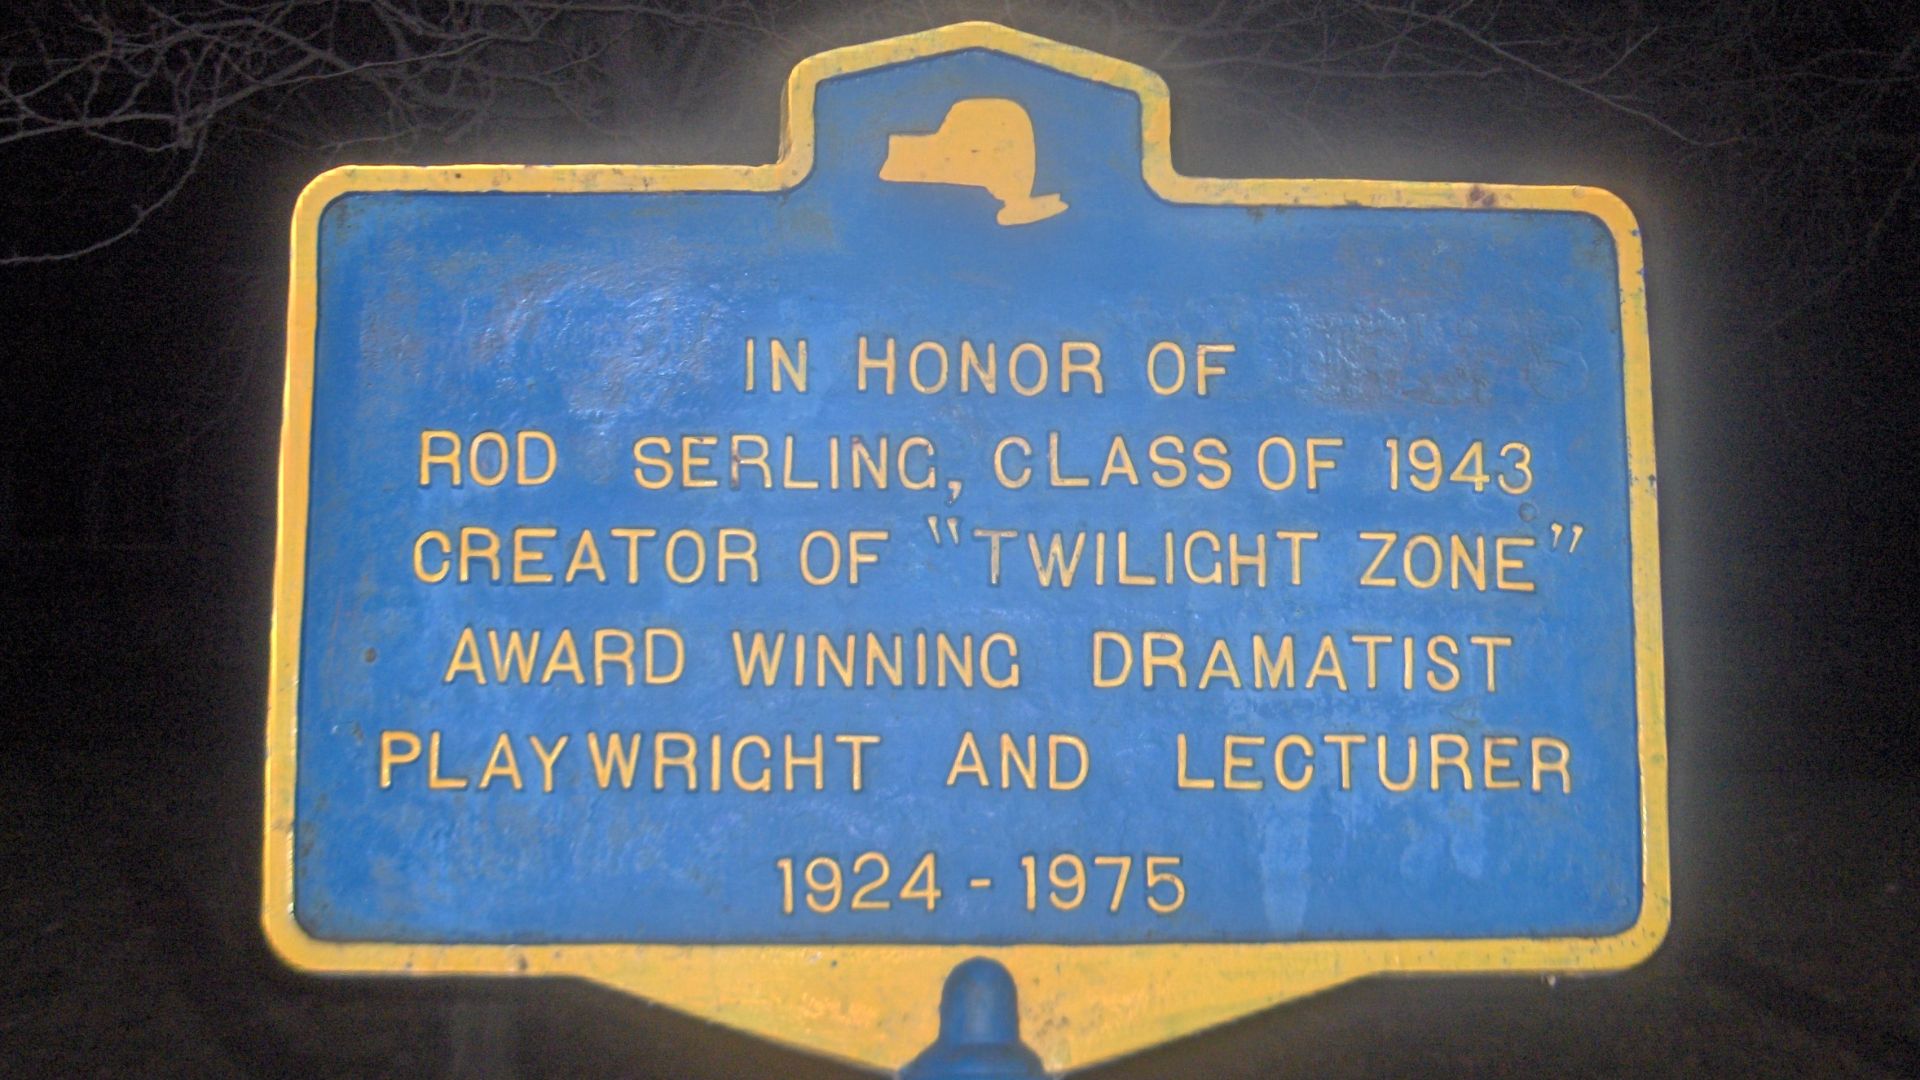 IN HONOR OF
ROD SERLING, CLASS OF 1943
CREATOR OF "TWILIGHT ZONE"
AWARD WINNING DRAMATIST
PLAYWRIGHT AND LECTURER
1924 - 1975